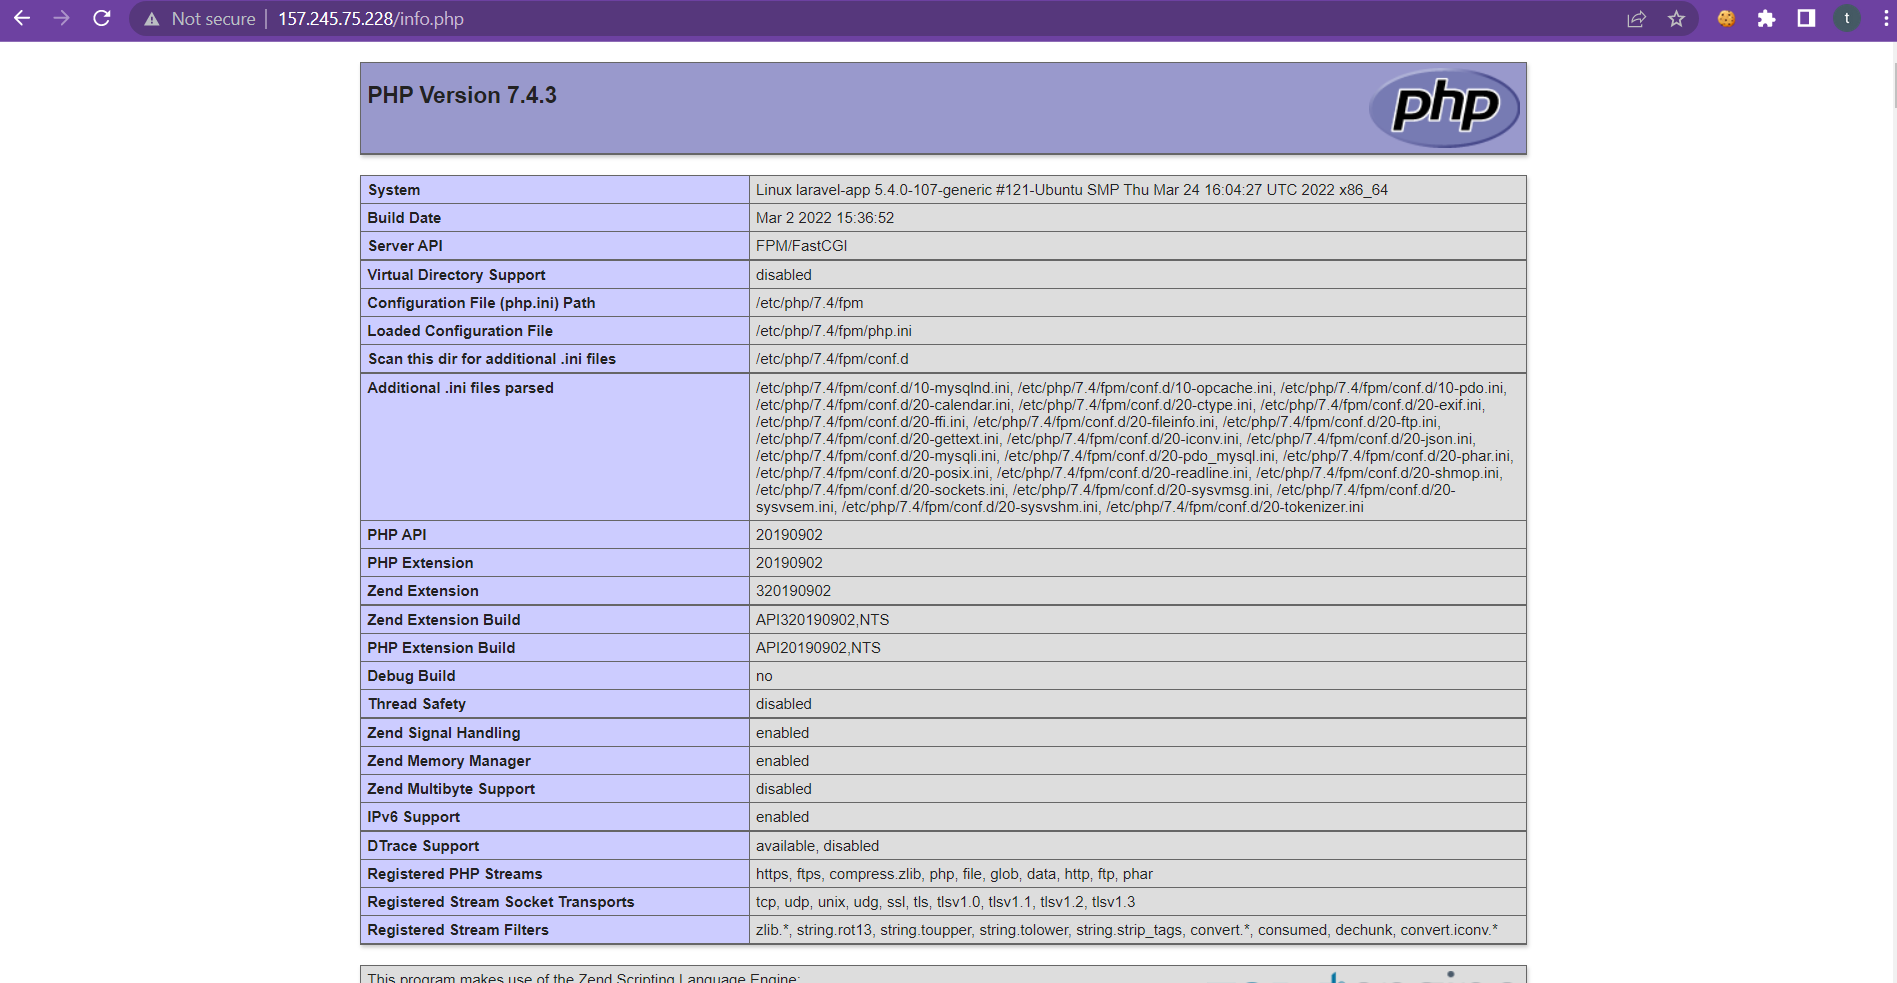 Not secure | 157.245.75.228/info.php
t
PHP Version 7.4.3
php
System Linux laravel-app 5.4.0-107-generic #121-Ubuntu SMP Thu Mar 24 16:04:27 UTC 2022 x86_64
Build Date Mar 2 2022 15:36:52
Server API FPM/FastCGI
Virtual Directory Support disabled
Configuration File (php.ini) Path /etc/php/7.4/fpm
Loaded Configuration File /etc/php/7.4/fpm/php.ini
Scan this dir for additional .ini files /etc/php/7.4/fpm/conf.d
Additional .ini files parsed /etc/php/7.4/fpm/conf.d/10-mysqlnd.ini, /etc/php/7.4/fpm/conf.d/10-opcache.ini, /etc/php/7.4/fpm/conf.d/10-pdo.ini,
/etc/php/7.4/fpm/conf.d/20-calendar.ini, /etc/php/7.4/fpm/conf.d/20-ctype.ini, /etc/php/7.4/fpm/conf.d/20-exif.ini,
/etc/php/7.4/fpm/conf.d/20-ffi.ini, /etc/php/7.4/fpm/conf.d/20-fileinfo.ini, /etc/php/7.4/fpm/conf.d/20-ftp.ini,
/etc/php/7.4/fpm/conf.d/20-gettext.ini, /etc/php/7.4/fpm/conf.d/20-iconv.ini, /etc/php/7.4/fpm/conf.d/20-json.ini,
/etc/php/7.4/fpm/conf.d/20-mysqli.ini, /etc/php/7.4/fpm/conf.d/20-pdo_mysql.ini, /etc/php/7.4/fpm/conf.d/20-phar.ini,
/etc/php/7.4/fpm/conf.d/20-posix.ini, /etc/php/7.4/fpm/conf.d/20-readline.ini, /etc/php/7.4/fpm/conf.d/20-shmop.ini,
/etc/php/7.4/fpm/conf.d/20-sockets.ini, /etc/php/7.4/fpm/conf.d/20-sysvmsg.ini, /etc/php/7.4/fpm/conf.d/20-
sysvsem.ini, /etc/php/7.4/fpm/conf.d/20-sysvshm.ini, /etc/php/7.4/fpm/conf.d/20-tokenizer.ini
PHP API 20190902
PHP Extension 20190902
Zend Extension 320190902
Zend Extension Build API320190902,NTS
PHP Extension Build API20190902,NTS
Debug Build no
Thread Safety disabled
Zend Signal Handling enabled
Zend Memory Manager enabled
Zend Multibyte Support disabled
IPv6 Support enabled
DTrace Support available, disabled
Registered PHP Streams https, ftps, compress.zlib, php, file, glob, data, http, ftp, phar
Registered Stream Socket Transports tcp, udp, unix, udg, ssl, tls, tlsv1.0, tlsv1.1, tlsv1.2, tlsv1.3
Registered Stream Filters zlib.*, string.rot13, string.toupper, string.tolower, string.strip_tags, convert.*, consumed, dechunk, convert.iconv.*
This program makes use of the Zend Scripting Language Engine: